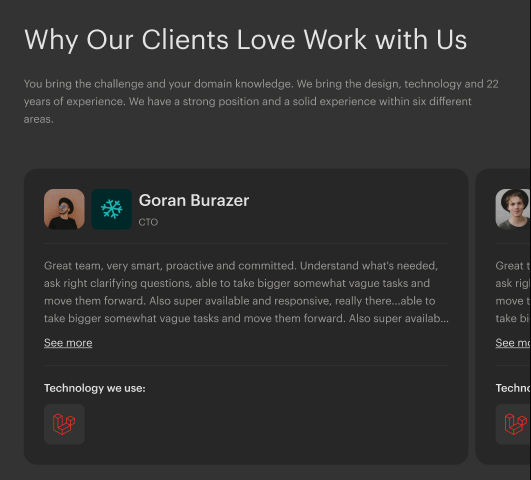 Why Our Clients Love Work with Us
You bring the challenge and your domain knowledge. We bring the design, technology and 22
years of experience. We have a strong position and a solid experience within six different
areas.
Goran Burazer
CTO
Great team, very smart, proactive and committed. Understand what's needed,
ask right clarifying questions, able to take bigger somewhat vague tasks and
move them forward. Also super available and responsive, really there...able to
take bigger somewhat vague tasks and move them forward. Also super availab...
See more
Technology we use:
Great t
ask rig
move t
take bi
See mo
Techno